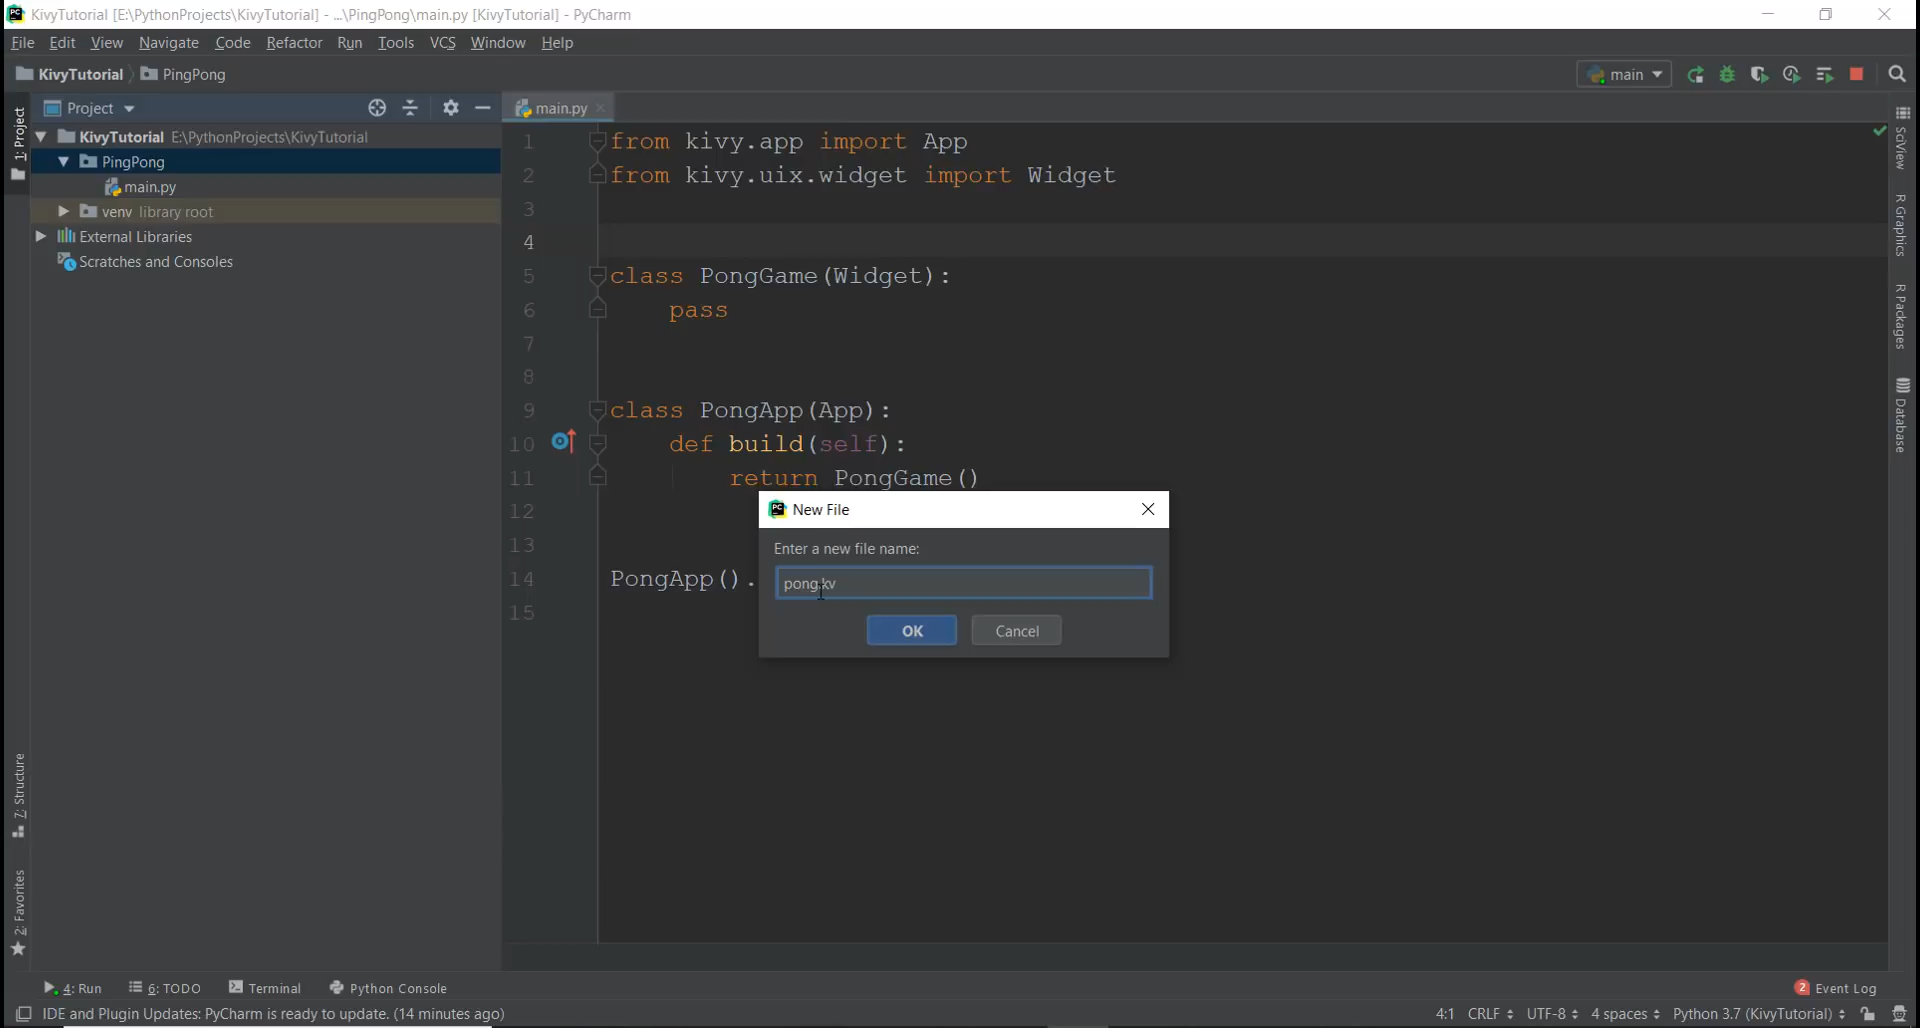 KivyTutorial [E:\PythonProjects\KivyTutorial] - ...\PingPong\main.py [KivyTutorial] - PyCharm
File Edit View Navigate Code Refactor Run Tools VCS Window Help
KivyTutorial PingPong
main
Project
main.py
1: Project
KivyTutorial E:\PythonProjects\KivyTutorial
PingPong
main.py
venv library root
External Libraries
Scratches and Consoles
1 from kivy.app import App
2 from kivy.uix.widget import Widget
3
4
5 class PongGame(Widget):
6 pass
7
8
9 class PongApp(App):
10 def build(self):
11 return PongGame()
12
13
14 PongApp().
15
New File
Enter a new file name:
pong.kv
OK Cancel
SciView
R Graphics
R Packages
Database
7: Structure
2: Favorites
4: Run 6: TODO Terminal Python Console
2 Event Log
IDE and Plugin Updates: PyCharm is ready to update. (14 minutes ago)
4:1 CRLF UTF-8 4 spaces Python 3.7 (KivyTutorial)